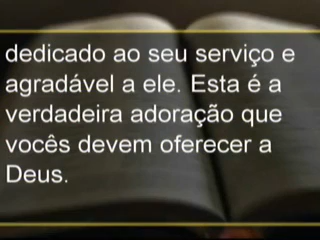 dedicado ao seu serviço e
agradável a ele. Esta é a
verdadeira adoração que
vocês devem oferecer a
Deus.